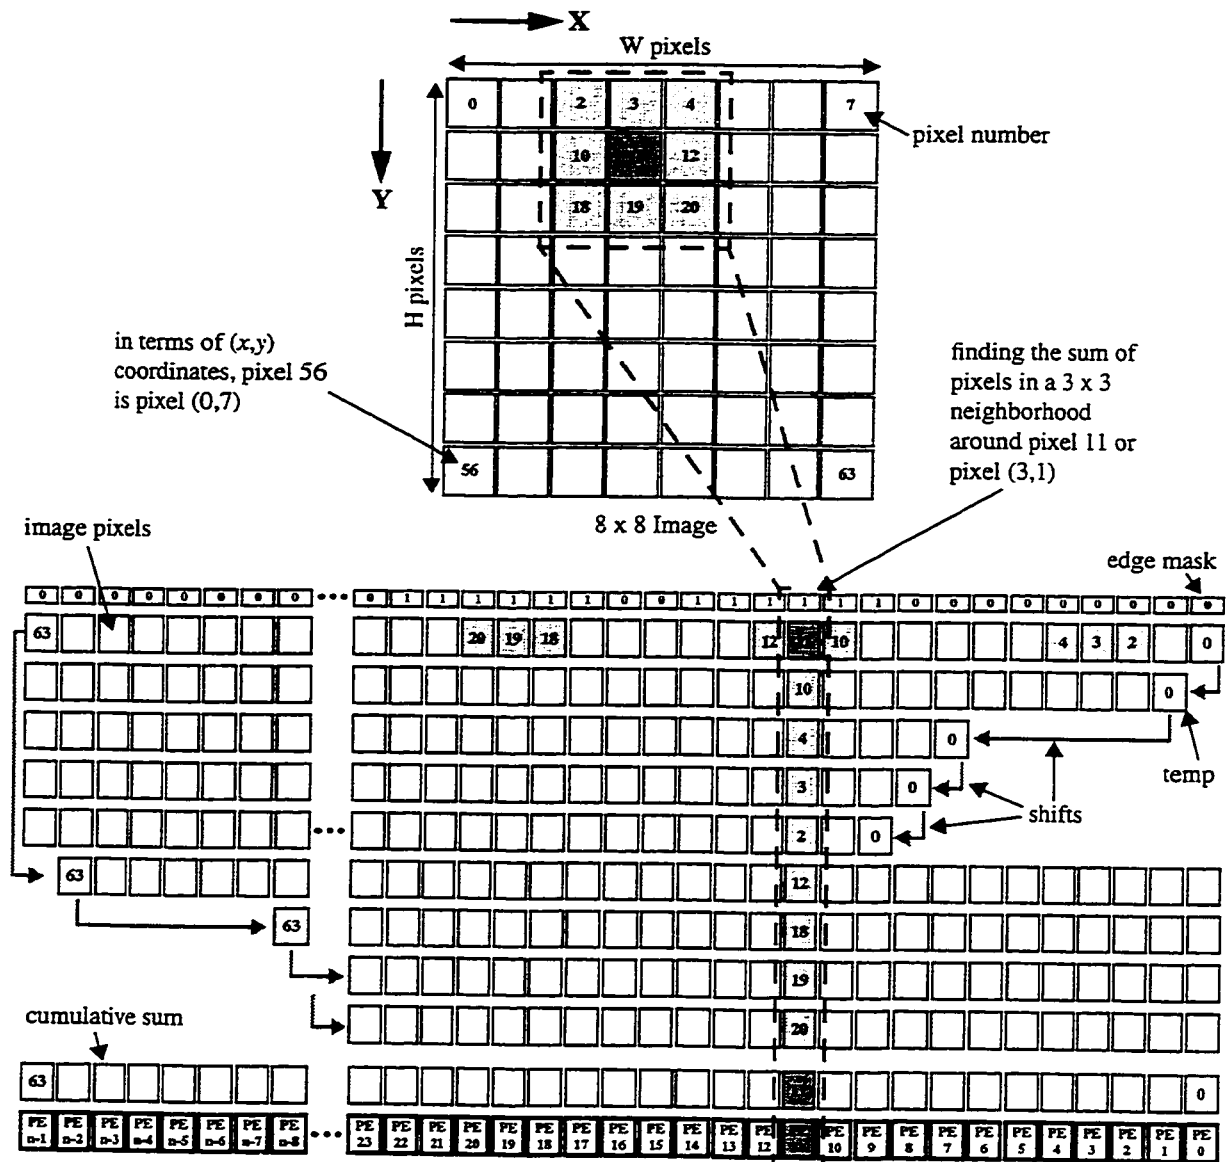 X
W pixels
0 2 3 4 7
pixel number
10 12
Y
18 19 20
H pixels
in terms of (x,y)
coordinates, pixel 56
is pixel (0,7)
finding the sum of
pixels in a 3 x 3
neighborhood
around pixel 11 or
pixel (3,1)
56 63
8 x 8 Image
image pixels
edge mask
0 0 0 0 0 0 0 0 ... 0 1 1 1 1 1 1 0 0 1 1 1 1 1 1 0 0 0 0 0 0 0 0 0
63 20 19 18 12 11 10 4 3 2 0
10 0
4 0
temp
3 0
shifts
... 2 0
63 12
63 18
19
20
cumulative sum
63 0
PE n-1 PE n-2 PE n-3 PE n-4 PE n-5 PE n-6 PE n-7 PE n-8 ... PE 23 PE 22 PE 21 PE 20 PE 19 PE 18 PE 17 PE 16 PE 15 PE 14 PE 13 PE 12 PE 10 PE 9 PE 8 PE 7 PE 6 PE 5 PE 4 PE 3 PE 2 PE 1 PE 0